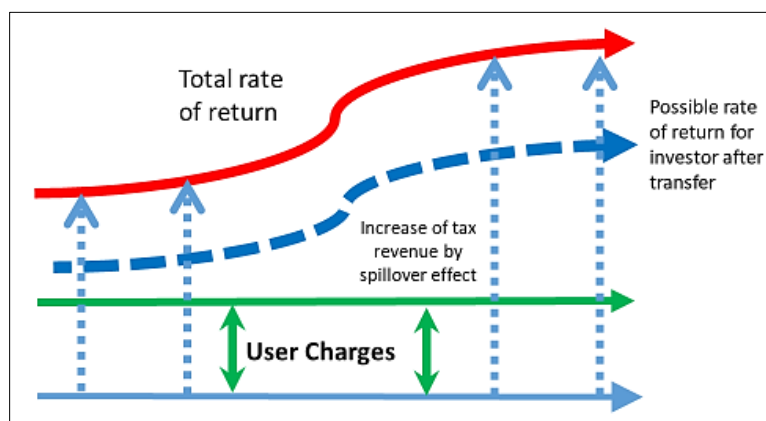 Total rate
of return
Possible rate
of return for
investor after
transfer
Increase of tax
revenue by
spillover effect
User Charges